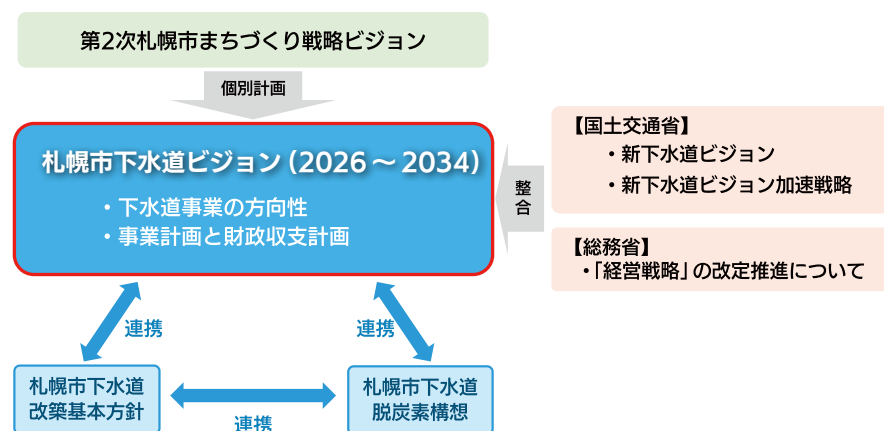 第2次札幌市まちづくり戦略ビジョン
個別計画
札幌市下水道ビジョン（2026～2034）
・下水道事業の方向性
・事業計画と財政収支計画
整合
【国土交通省】
・新下水道ビジョン
・新下水道ビジョン加速戦略
【総務省】
・「経営戦略」の改定推進について
連携
連携
札幌市下水道
改築基本方針
連携
札幌市下水道
脱炭素構想